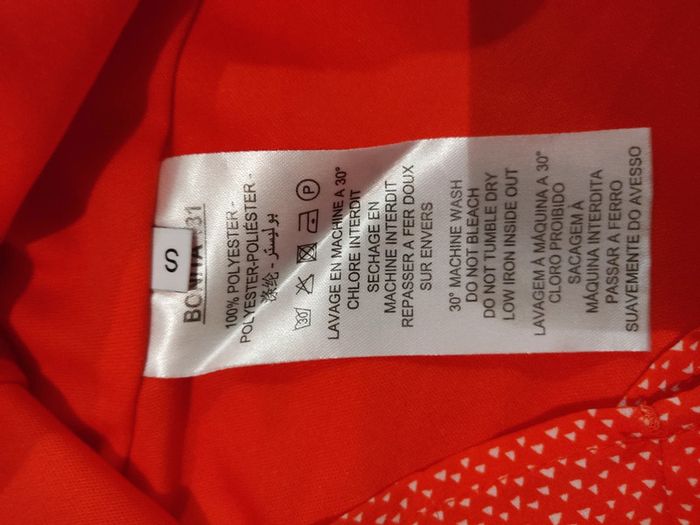 S
BONITA - 31
100% POLYESTER -
POLYESTER-POLIÉSTER -
涤纶 - بوليستر
30 P
LAVAGE EN MACHINE A 30°
CHLORE INTERDIT
SECHAGE EN
MACHINE INTERDIT
REPASSER A FER DOUX
SUR ENVERS
30° MACHINE WASH
DO NOT BLEACH
DO NOT TUMBLE DRY
LOW IRON INSIDE OUT
LAVAGEM À MÁQUINA A 30°
CLORO PROIBIDO
SACAGEM À
MÁQUINA INTERDITA
PASSAR A FERRO
SUAVEMENTE DO AVESSO